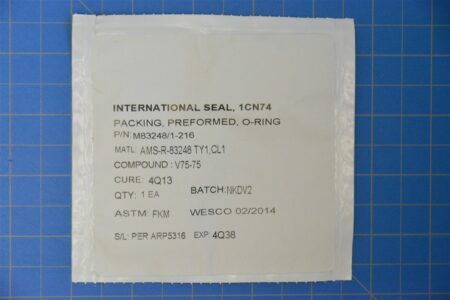 INTERNATIONAL SEAL, 1CN74
PACKING, PREFORMED, O-RING
P/N: M83248/1-216
MATL: AMS-R-83248 TY1,CL1
COMPOUND : V75-75
CURE: 4Q13
QTY: 1 EA BATCH: NKDV2
ASTM: FKM WESCO 02/2014
S/L: PER ARP5316 EXP 4Q38